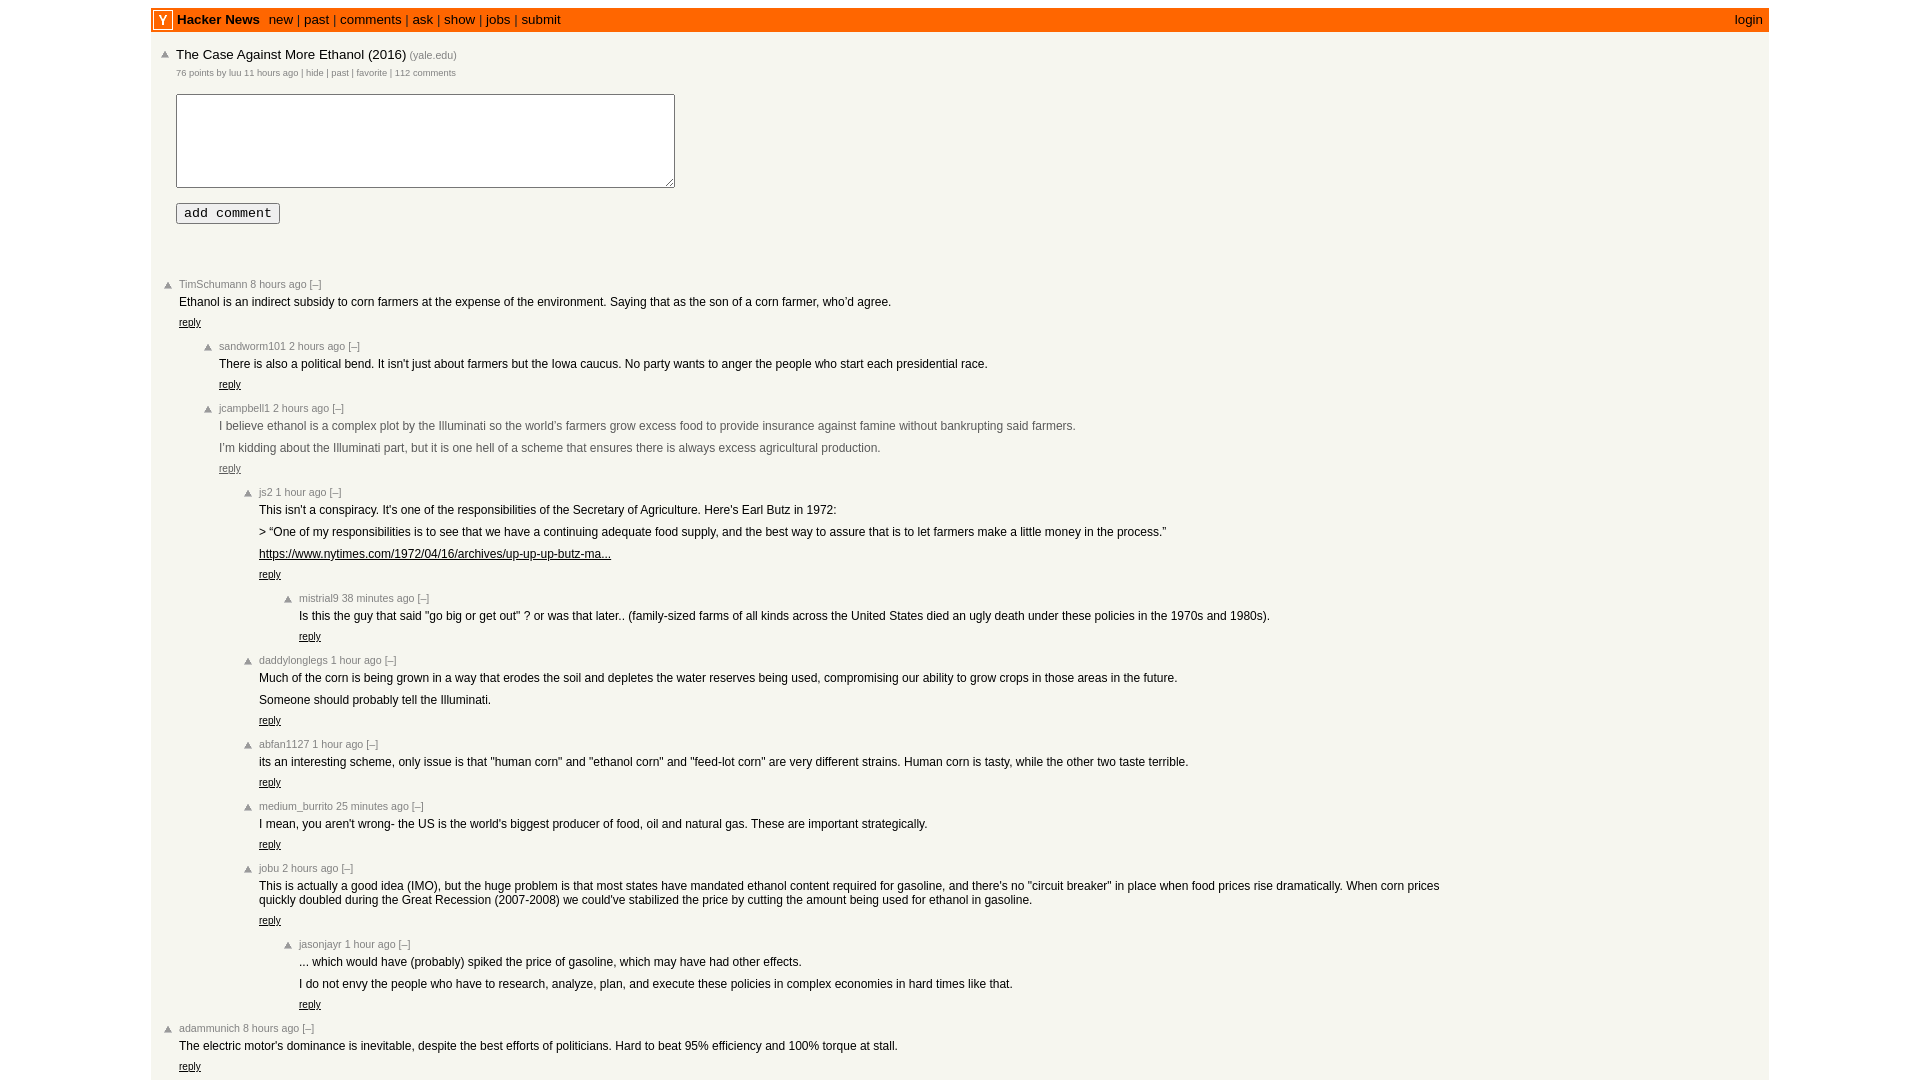 Y Hacker News new | past | comments | ask | show | jobs | submit login
The Case Against More Ethanol (2016) (yale.edu)
76 points by luu 11 hours ago | hide | past | favorite | 112 comments
add comment
TimSchumann 8 hours ago [–]
Ethanol is an indirect subsidy to corn farmers at the expense of the environment. Saying that as the son of a corn farmer, who’d agree.
reply
sandworm101 2 hours ago [–]
There is also a political bend. It isn't just about farmers but the Iowa caucus. No party wants to anger the people who start each presidential race.
reply
jcampbell1 2 hours ago [–]
I believe ethanol is a complex plot by the Illuminati so the world’s farmers grow excess food to provide insurance against famine without bankrupting said farmers.
I’m kidding about the Illuminati part, but it is one hell of a scheme that ensures there is always excess agricultural production.
reply
js2 1 hour ago [–]
This isn't a conspiracy. It's one of the responsibilities of the Secretary of Agriculture. Here's Earl Butz in 1972:
> “One of my responsibilities is to see that we have a continuing adequate food supply, and the best way to assure that is to let farmers make a little money in the process.”
https://www.nytimes.com/1972/04/16/archives/up-up-up-butz-ma...
reply
mistrial9 38 minutes ago [–]
Is this the guy that said "go big or get out" ? or was that later.. (family-sized farms of all kinds across the United States died an ugly death under these policies in the 1970s and 1980s).
reply
daddylonglegs 1 hour ago [–]
Much of the corn is being grown in a way that erodes the soil and depletes the water reserves being used, compromising our ability to grow crops in those areas in the future.
Someone should probably tell the Illuminati.
reply
abfan1127 1 hour ago [–]
its an interesting scheme, only issue is that "human corn" and "ethanol corn" and "feed-lot corn" are very different strains. Human corn is tasty, while the other two taste terrible.
reply
medium_burrito 25 minutes ago [–]
I mean, you aren't wrong- the US is the world's biggest producer of food, oil and natural gas. These are important strategically.
reply
jobu 2 hours ago [–]
This is actually a good idea (IMO), but the huge problem is that most states have mandated ethanol content required for gasoline, and there's no "circuit breaker" in place when food prices rise dramatically. When corn prices
quickly doubled during the Great Recession (2007-2008) we could've stabilized the price by cutting the amount being used for ethanol in gasoline.
reply
jasonjayr 1 hour ago [–]
... which would have (probably) spiked the price of gasoline, which may have had other effects.
I do not envy the people who have to research, analyze, plan, and execute these policies in complex economies in hard times like that.
reply
adammunich 8 hours ago [–]
The electric motor's dominance is inevitable, despite the best efforts of politicians. Hard to beat 95% efficiency and 100% torque at stall.
reply